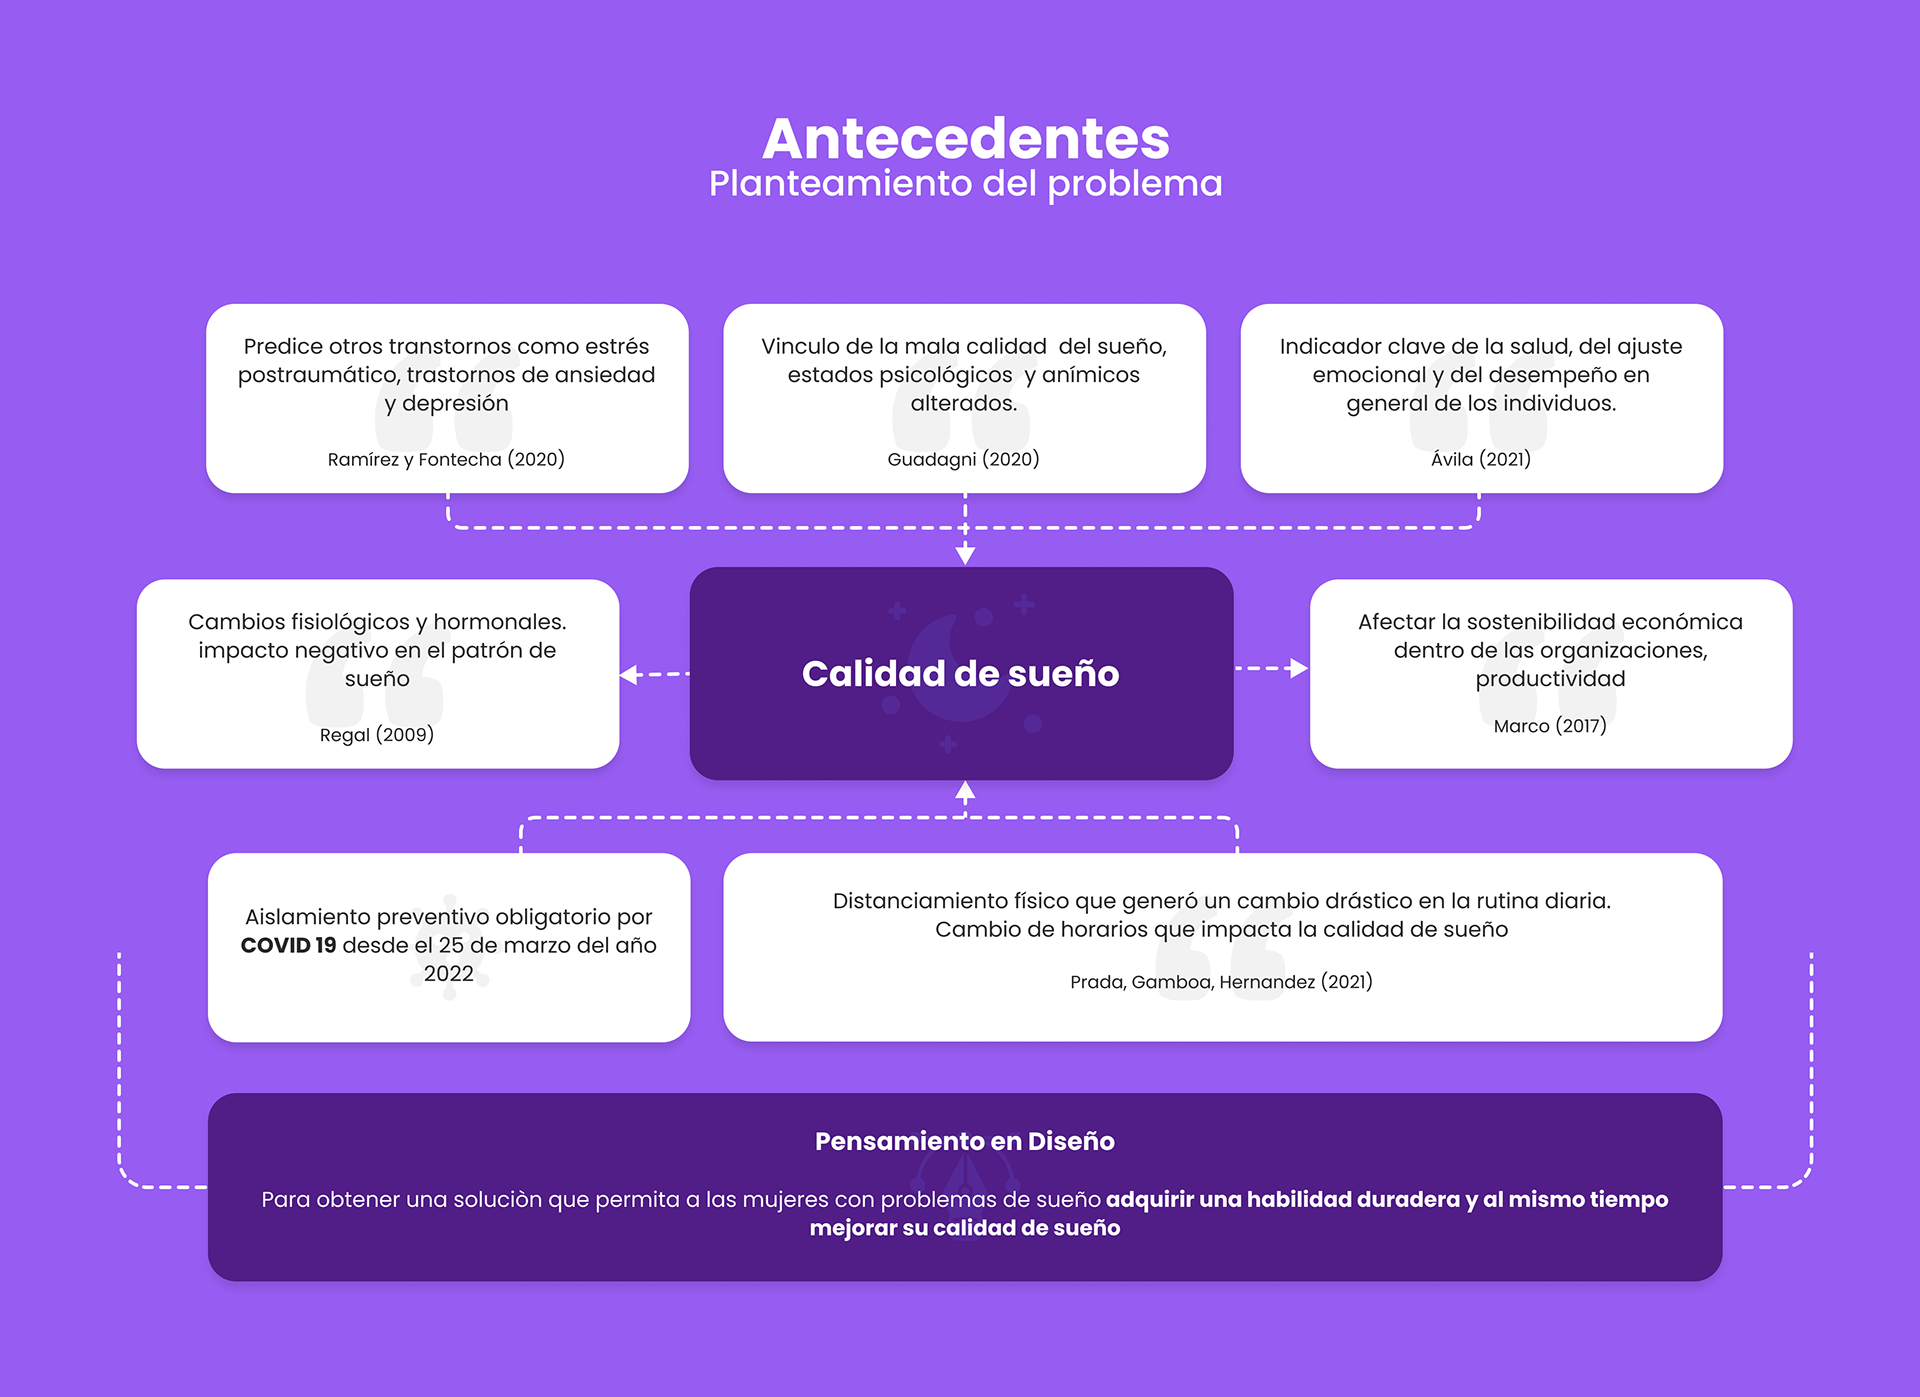 Antecedentes
Planteamiento del problema
Predice otros transtornos como estrés
postraumático, trastornos de ansiedad
y depresión
Ramírez y Fontecha (2020)
Vinculo de la mala calidad  del sueño,
estados psicológicos  y anímicos
alterados.
Guadagni (2020)
Indicador clave de la salud, del ajuste
emocional y del desempeño en
general de los individuos.
Ávila (2021)
Cambios fisiológicos y hormonales.
impacto negativo en el patrón de
sueño
Regal (2009)
Calidad de sueño
Afectar la sostenibilidad económica
dentro de las organizaciones,
productividad
Marco (2017)
Aislamiento preventivo obligatorio por
COVID 19 desde el 25 de marzo del año
2022
Distanciamiento físico que generó un cambio drástico en la rutina diaria.
Cambio de horarios que impacta la calidad de sueño
Prada, Gamboa, Hernandez (2021)
Pensamiento en Diseño
Para obtener una soluciòn que permita a las mujeres con problemas de sueño adquirir una habilidad duradera y al mismo tiempo
mejorar su calidad de sueño